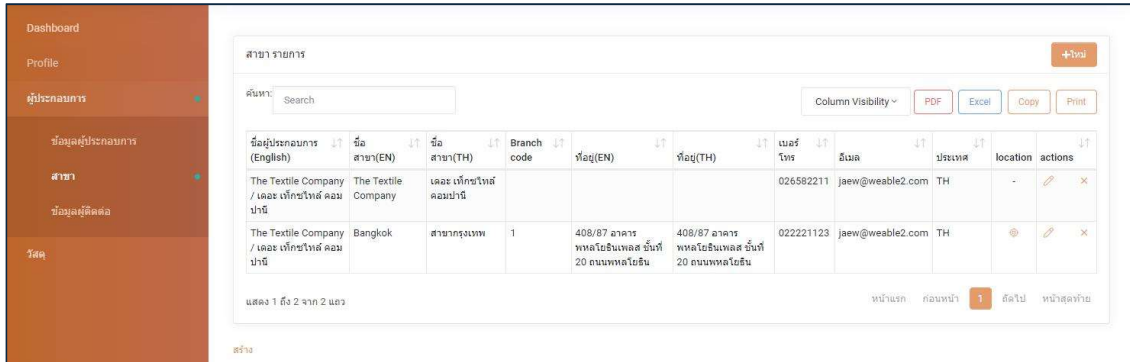 Dashboard
Profile
ผู้ประกอบการ
ข้อมูลผู้ประกอบการ
สาขา
ข้อมูลผู้ติดต่อ
วัสดุ
สาขา รายการ
+ใหม่
ค้นหา:
Search
Column Visibility
PDF
Excel
Copy
Print
ชื่อผู้ประกอบการ (English)
ชื่อ สาขา(EN)
ชื่อ สาขา(TH)
Branch code
ที่อยู่(EN)
ที่อยู่(TH)
เบอร์ โทร
อีเมล
ประเทศ
location
actions
The Textile Company / เดอะ เท็กซไทล์ คอมปานี
The Textile Company
เดอะ เท็กซไทล์ คอมปานี
026582211
jaew@weable2.com
TH
-
The Textile Company / เดอะ เท็กซไทล์ คอมปานี
Bangkok
สาขากรุงเทพ
1
408/87 อาคาร พหลโยธินเพลส ชั้นที่ 20 ถนนพหลโยธิน
408/87 อาคาร พหลโยธินเพลส ชั้นที่ 20 ถนนพหลโยธิน
022221123
jaew@weable2.com
TH
แสดง 1 ถึง 2 จาก 2 แถว
หน้าแรก
ก่อนหน้า
1
ถัดไป
หน้าสุดท้าย
สร้าง